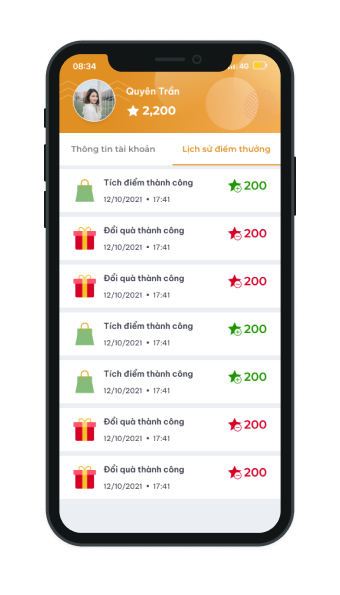 08:34
4G
Quyên Trần
2,200
Thông tin tài khoản
Lịch sử điểm thưởng
Tích điểm thành công
200
12/10/2021 • 17:41
Đổi quà thành công
200
12/10/2021 • 17:41
Đổi quà thành công
200
12/10/2021 • 17:41
Tích điểm thành công
200
12/10/2021 • 17:41
Tích điểm thành công
200
12/10/2021 • 17:41
Đổi quà thành công
200
12/10/2021 • 17:41
Đổi quà thành công
200
12/10/2021 • 17:41